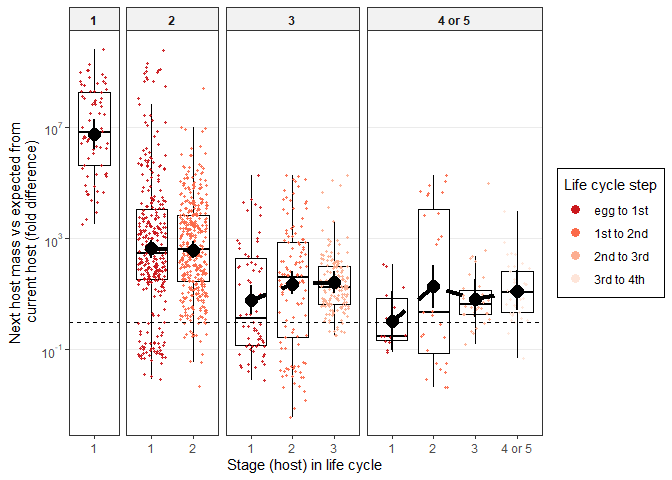 1 2 3 4 or 5
Next host mass vs expected from
current host (fold difference)
10^7
10^3
10^-1
1 1 2 1 2 3 1 2 3 4 or 5
Stage (host) in life cycle
Life cycle step
egg to 1st
1st to 2nd
2nd to 3rd
3rd to 4th